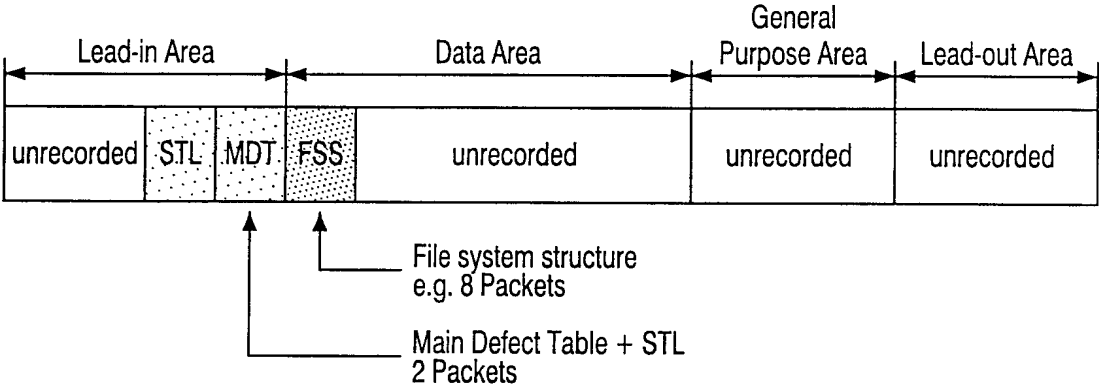 General
Lead-in Area Data Area Purpose Area Lead-out Area
unrecorded STL MDT FSS unrecorded unrecorded unrecorded
File system structure
e.g. 8 Packets
Main Defect Table + STL
2 Packets